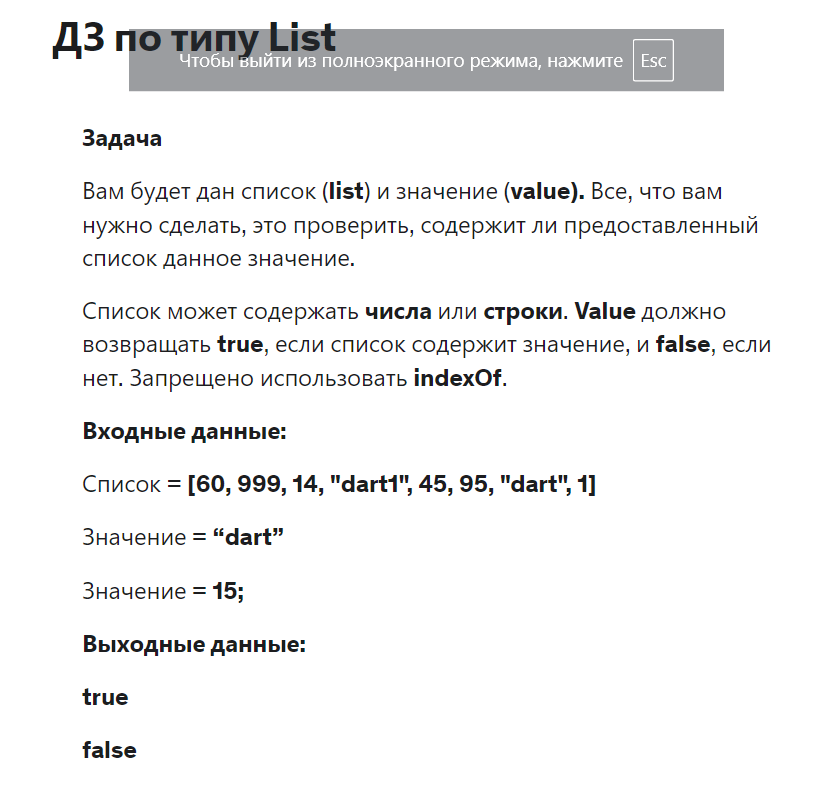 ДЗ по типу List
Чтобы выйти из полноэкранного режима, нажмите Esc
Задача
Вам будет дан список (list) и значение (value). Все, что вам
нужно сделать, это проверить, содержит ли предоставленный
список данное значение.
Список может содержать числа или строки. Value должно
возвращать true, если список содержит значение, и false, если
нет. Запрещено использовать indexOf.
Входные данные:
Список = [60, 999, 14, "dart1", 45, 95, "dart", 1]
Значение = “dart”
Значение = 15;
Выходные данные:
true
false